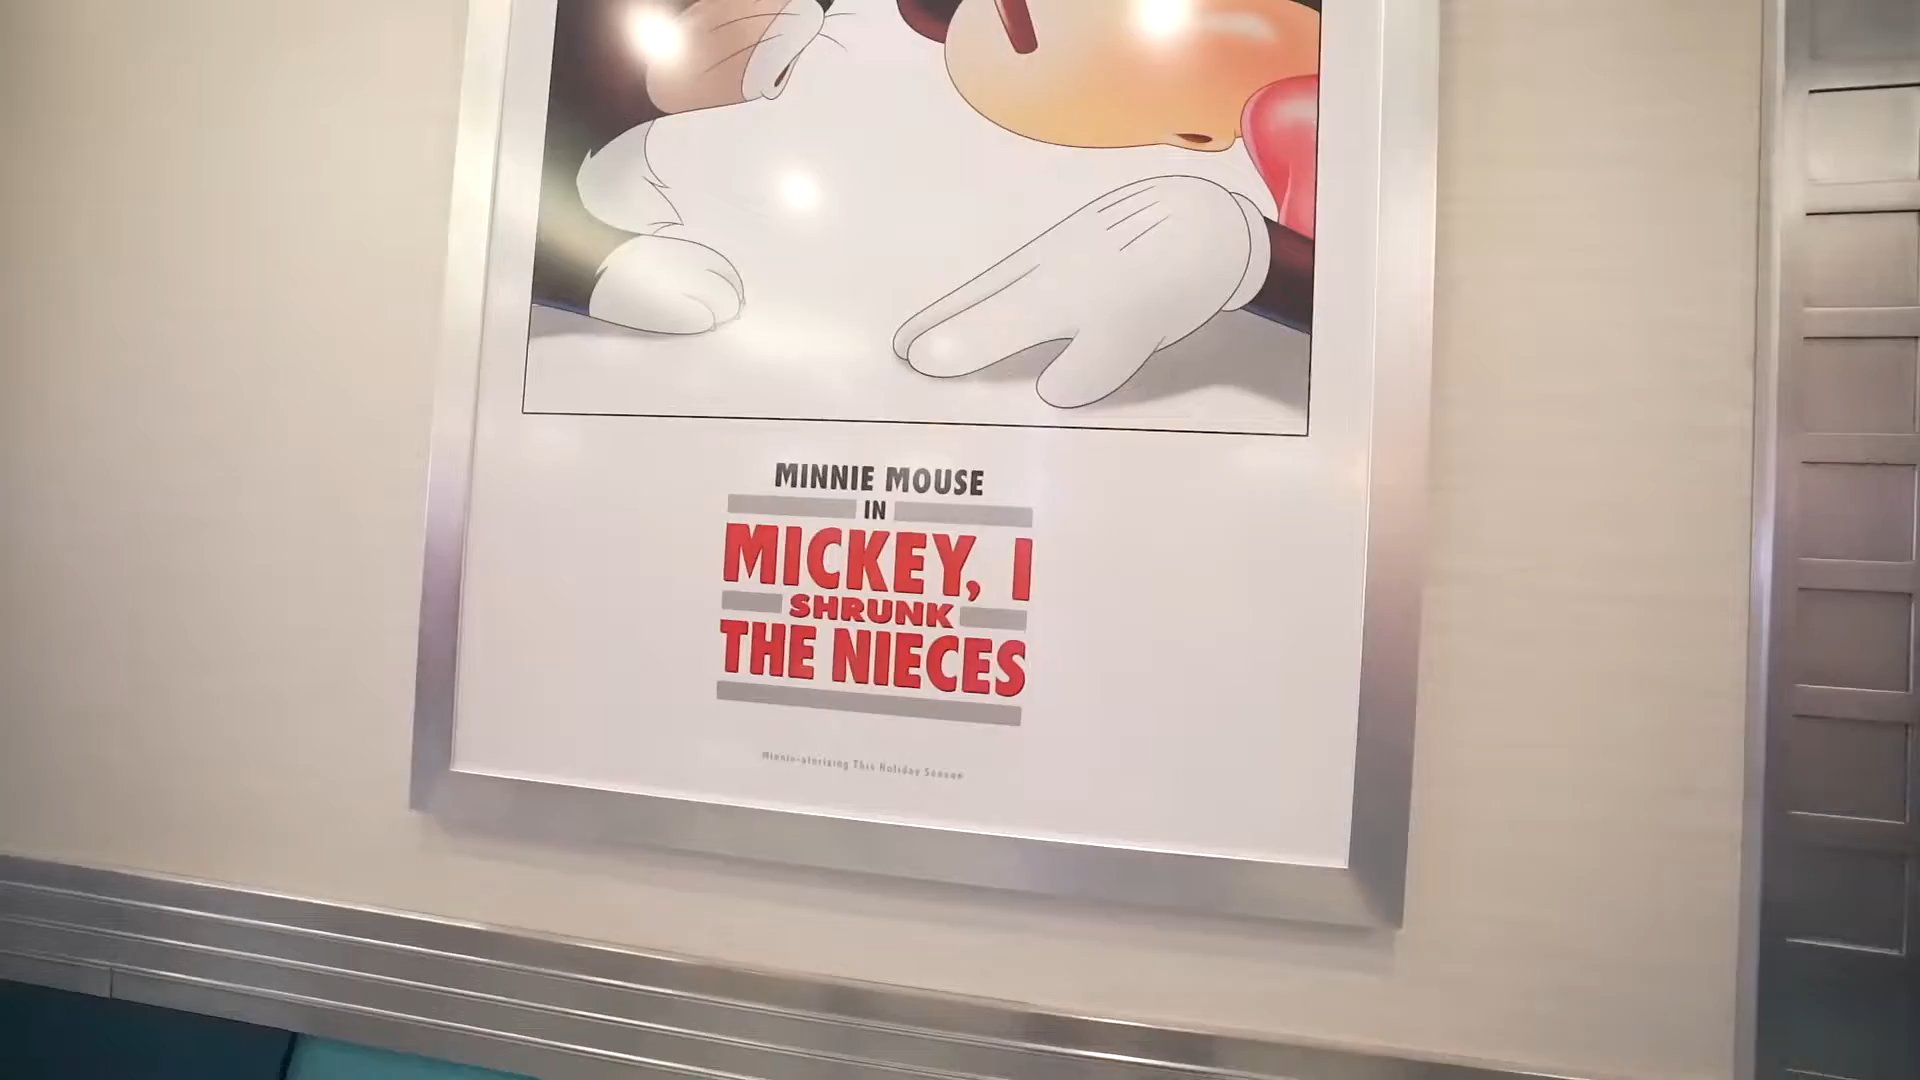 MINNIE MOUSE
IN
MICKEY, I
SHRUNK
THE NIECES
Minnie-aturizing This Holiday Season